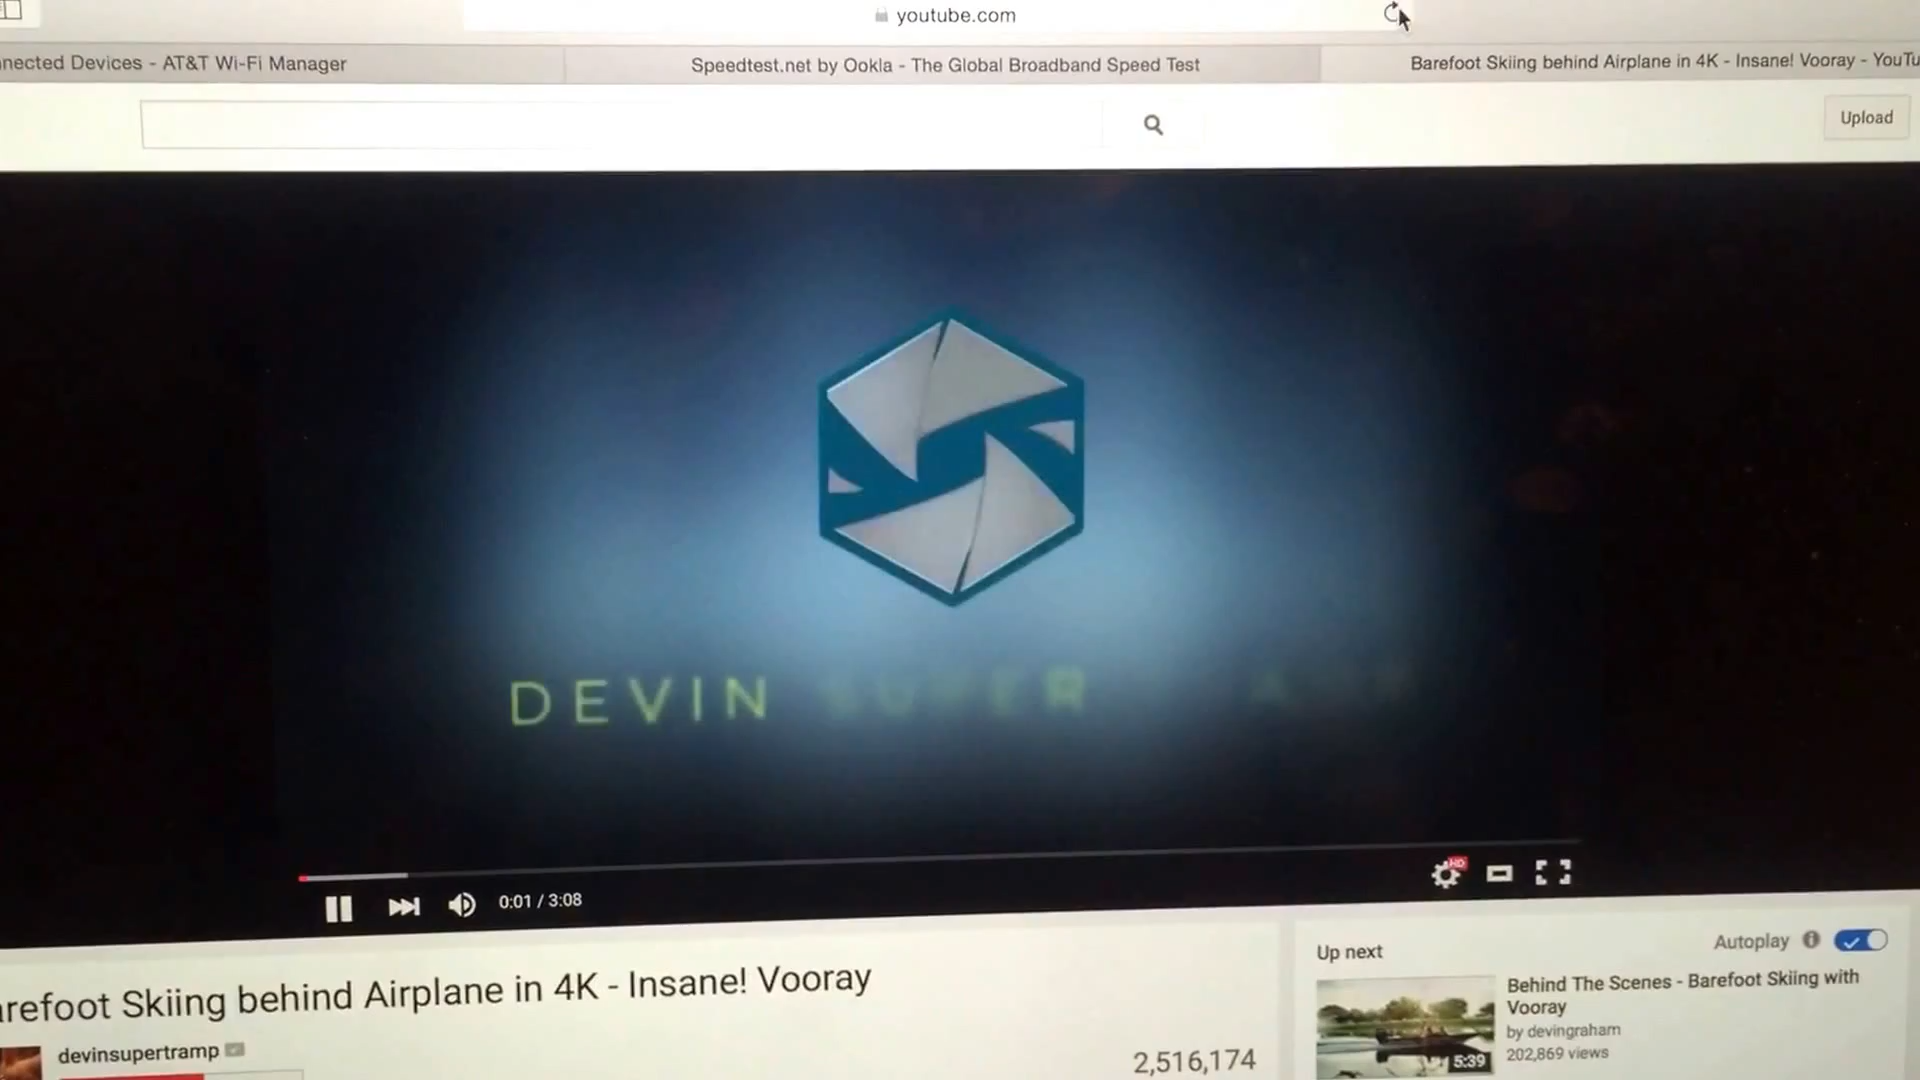 youtube.com
nnected Devices - AT&T Wi-Fi Manager
Speedtest.net by Ookla - The Global Broadband Speed Test
Barefoot Skiing behind Airplane in 4K - Insane! Vooray - YouTu
Upload
DEVIN SUPER
HD
0:01 / 3:08
Up next
Autoplay
arefoot Skiing behind Airplane in 4K - Insane! Vooray
Behind The Scenes - Barefoot Skiing with
Vooray
by devingraham
202,869 views
5:39
devinsupertramp
2,516,174